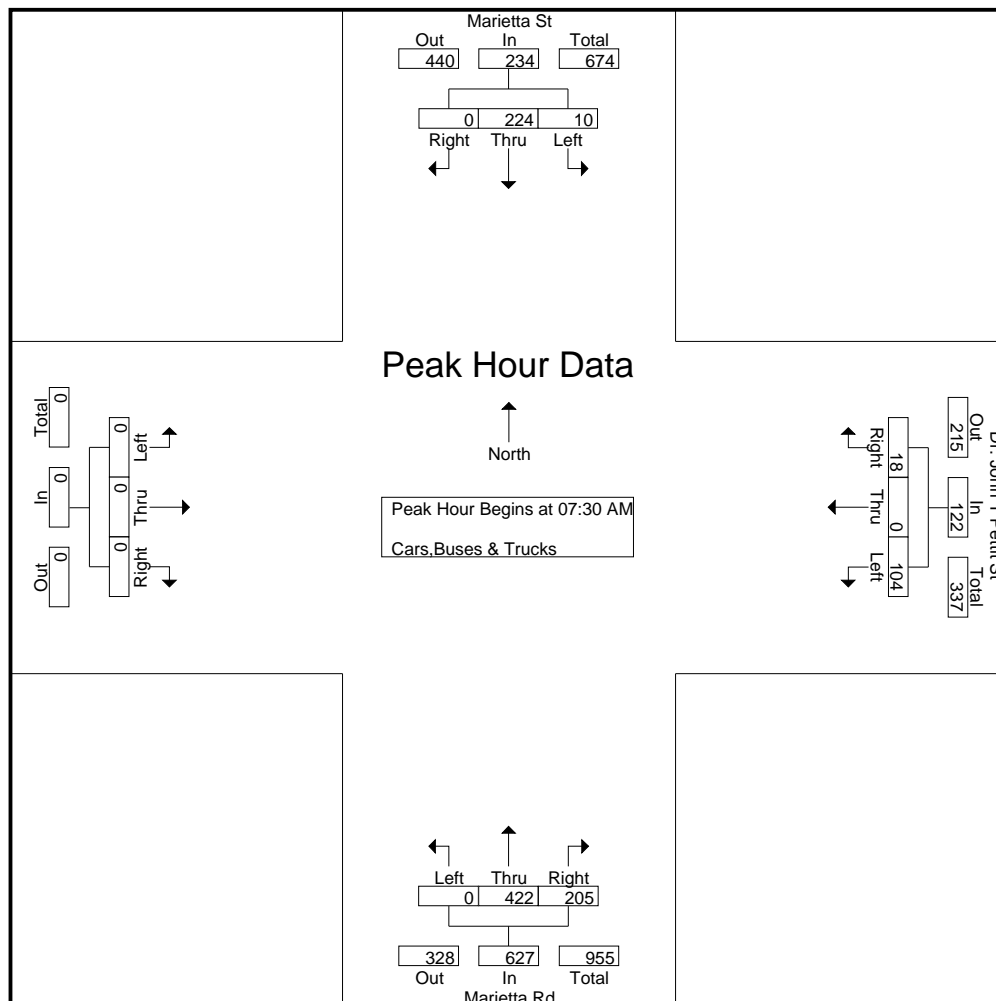 Marietta St
Out In Total
440 234 674
0 224 10
Right Thru Left
Peak Hour Data
North
Peak Hour Begins at 07:30 AM
Cars,Buses & Trucks
Total In Out
0 0 0
0 0 0
Left Thru Right
Out In Total
215 122 337
18 0 104
Right Thru Left
Left Thru Right
0 422 205
328 627 955
Out In Total
Marietta Rd